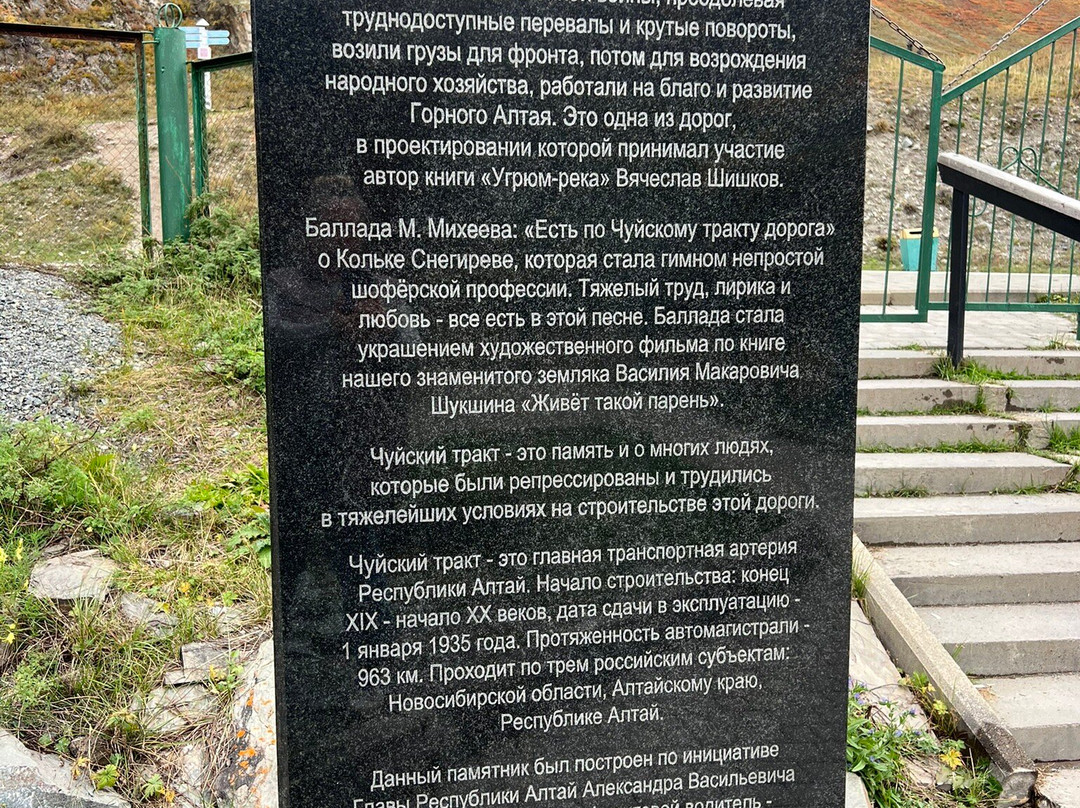 войны, преодолевая
труднодоступные перевалы и крутые повороты,
возили грузы для фронта, потом для возрождения
народного хозяйства, работали на благо и развитие
Горного Алтая. Это одна из дорог,
в проектировании которой принимал участие
автор книги «Угрюм-река» Вячеслав Шишков.
Баллада М. Михеева: «Есть по Чуйскому тракту дорога»
о Кольке Снегиреве, которая стала гимном непростой
шофёрской профессии. Тяжелый труд, лирика и
любовь - все есть в этой песне. Баллада стала
украшением художественного фильма по книге
нашего знаменитого земляка Василия Макаровича
Шукшина «Живёт такой парень».
Чуйский тракт - это память и о многих людях,
которые были репрессированы и трудились
в тяжелейших условиях на строительстве этой дороги.
Чуйский тракт - это главная транспортная артерия
Республики Алтай. Начало строительства: конец
XIX - начало XX веков, дата сдачи в эксплуатацию -
1 января 1935 года. Протяженность автомагистрали -
963 км. Проходит по трем российским субъектам:
Новосибирской области, Алтайскому краю,
Республике Алтай.
Данный памятник был построен по инициативе
Главы Республики Алтай Александра Васильевича
водитель -